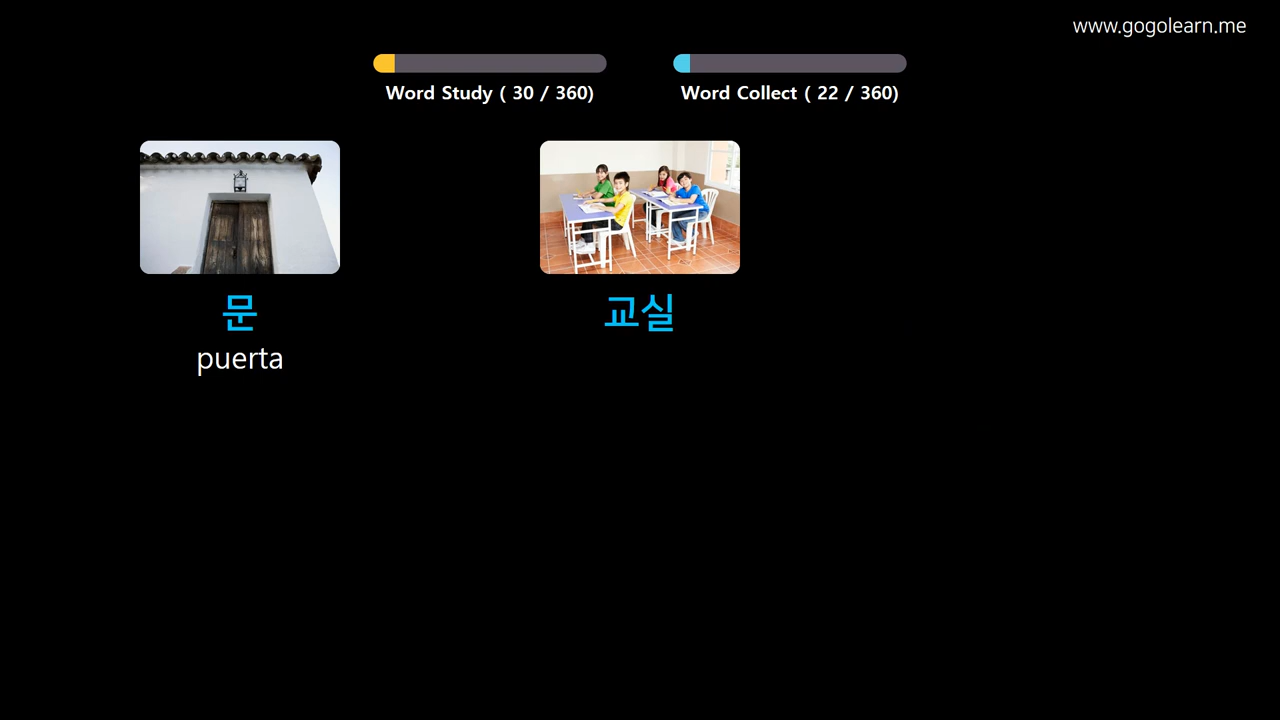 www.gogolearn.me
Word Study ( 30 / 360)
Word Collect ( 22 / 360)
문
puerta
교실